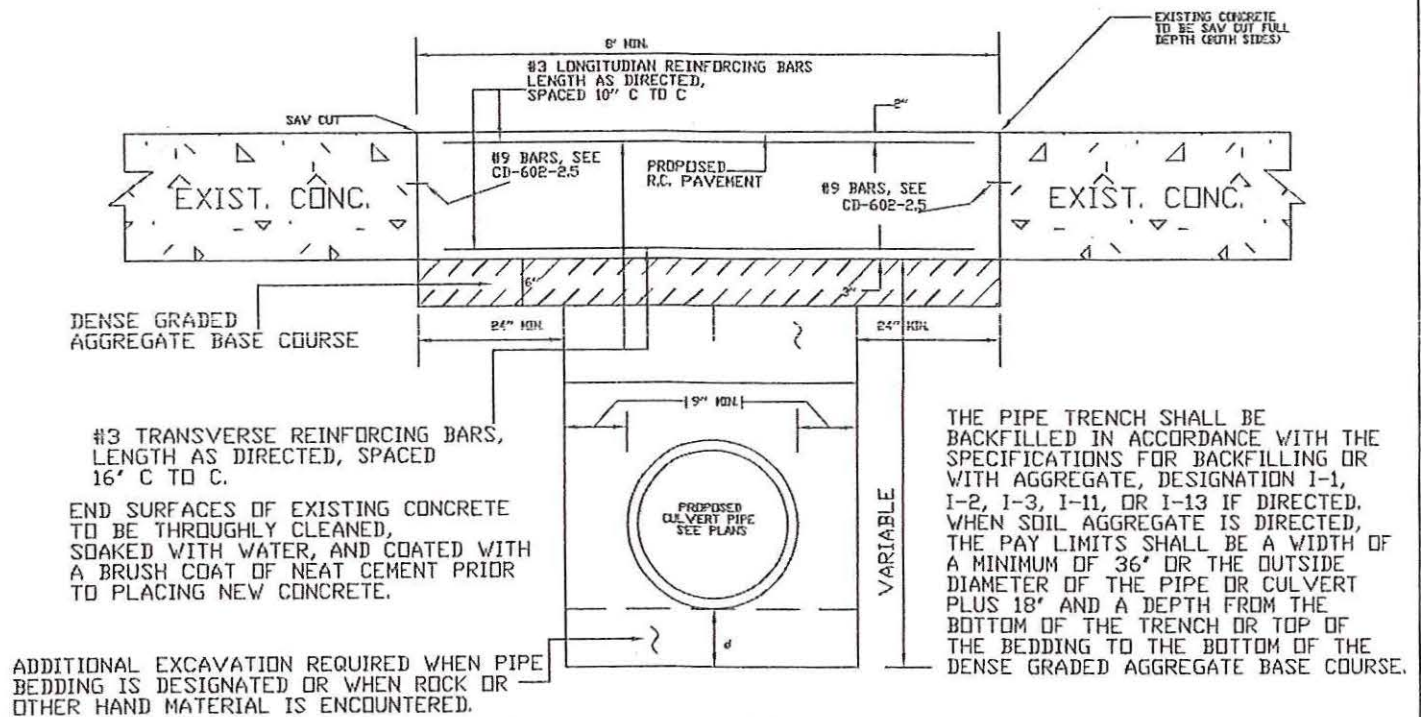 EXISTING CONCRETE
TO BE SAW CUT FULL
DEPTH (BOTH SIDES)
8' MIN.
#3 LONGITUDIAN REINFORCING BARS
LENGTH AS DIRECTED,
SPACED 10" C TO C
2"
SAW CUT
#9 BARS, SEE
CD-602-2.5
PROPOSED
R.C. PAVEMENT
#9 BARS, SEE
CD-602-2.5
EXIST. CONC.
EXIST. CONC.
6"
3"
DENSE GRADED
AGGREGATE BASE COURSE
24" MIN.
24" MIN.
9" MIN.
#3 TRANSVERSE REINFORCING BARS,
LENGTH AS DIRECTED, SPACED
16' C TO C.
END SURFACES OF EXISTING CONCRETE
TO BE THROUGHLY CLEANED,
SOAKED WITH WATER, AND COATED WITH
A BRUSH COAT OF NEAT CEMENT PRIOR
TO PLACING NEW CONCRETE.
PROPOSED
CULVERT PIPE
SEE PLANS
VARIABLE
THE PIPE TRENCH SHALL BE
BACKFILLED IN ACCORDANCE WITH THE
SPECIFICATIONS FOR BACKFILLING OR
WITH AGGREGATE, DESIGNATION I-1,
I-2, I-3, I-11, OR I-13 IF DIRECTED.
WHEN SOIL AGGREGATE IS DIRECTED,
THE PAY LIMITS SHALL BE A WIDTH OF
A MINIMUM OF 36' OR THE OUTSIDE
DIAMETER OF THE PIPE OR CULVERT
PLUS 18' AND A DEPTH FROM THE
BOTTOM OF THE TRENCH OR TOP OF
THE BEDDING TO THE BOTTOM OF THE
DENSE GRADED AGGREGATE BASE COURSE.
d
ADDITIONAL EXCAVATION REQUIRED WHEN PIPE
BEDDING IS DESIGNATED OR WHEN ROCK OR
OTHER HAND MATERIAL IS ENCOUNTERED.